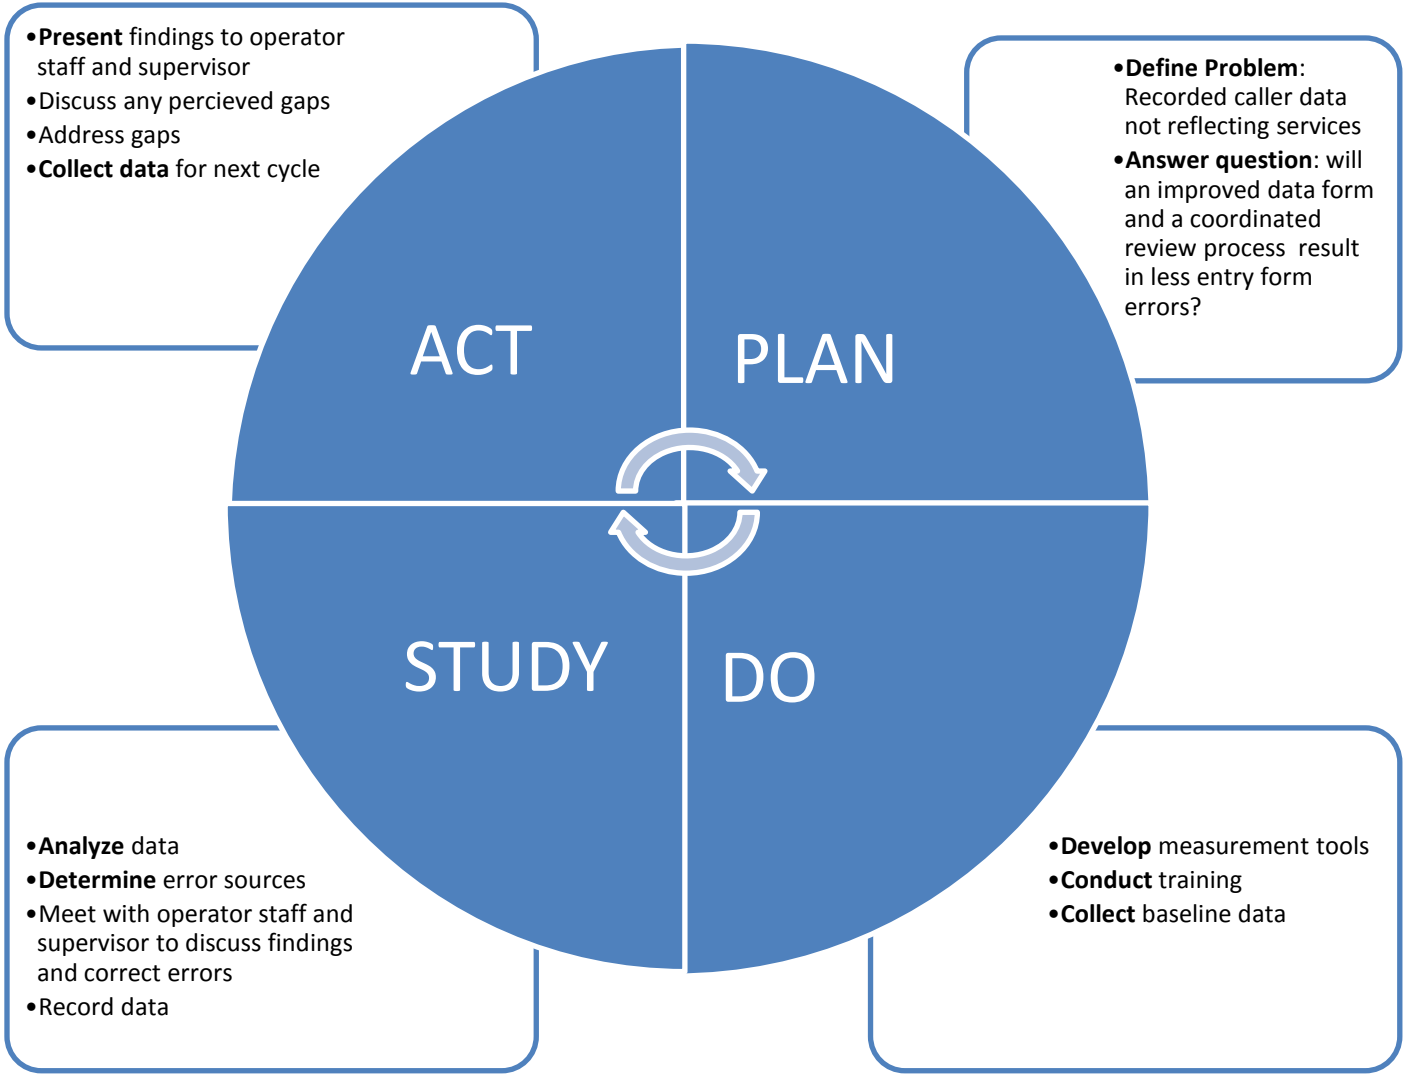 •Present findings to operator
staff and supervisor
•Discuss any percieved gaps
•Address gaps
•Collect data for next cycle
•Define Problem:
Recorded caller data
not reflecting services
•Answer question: will
an improved data form
and a coordinated
review process result
in less entry form
errors?
ACT
PLAN
STUDY
DO
•Analyze data
•Determine error sources
•Meet with operator staff and
supervisor to discuss findings
and correct errors
•Record data
•Develop measurement tools
•Conduct training
•Collect baseline data